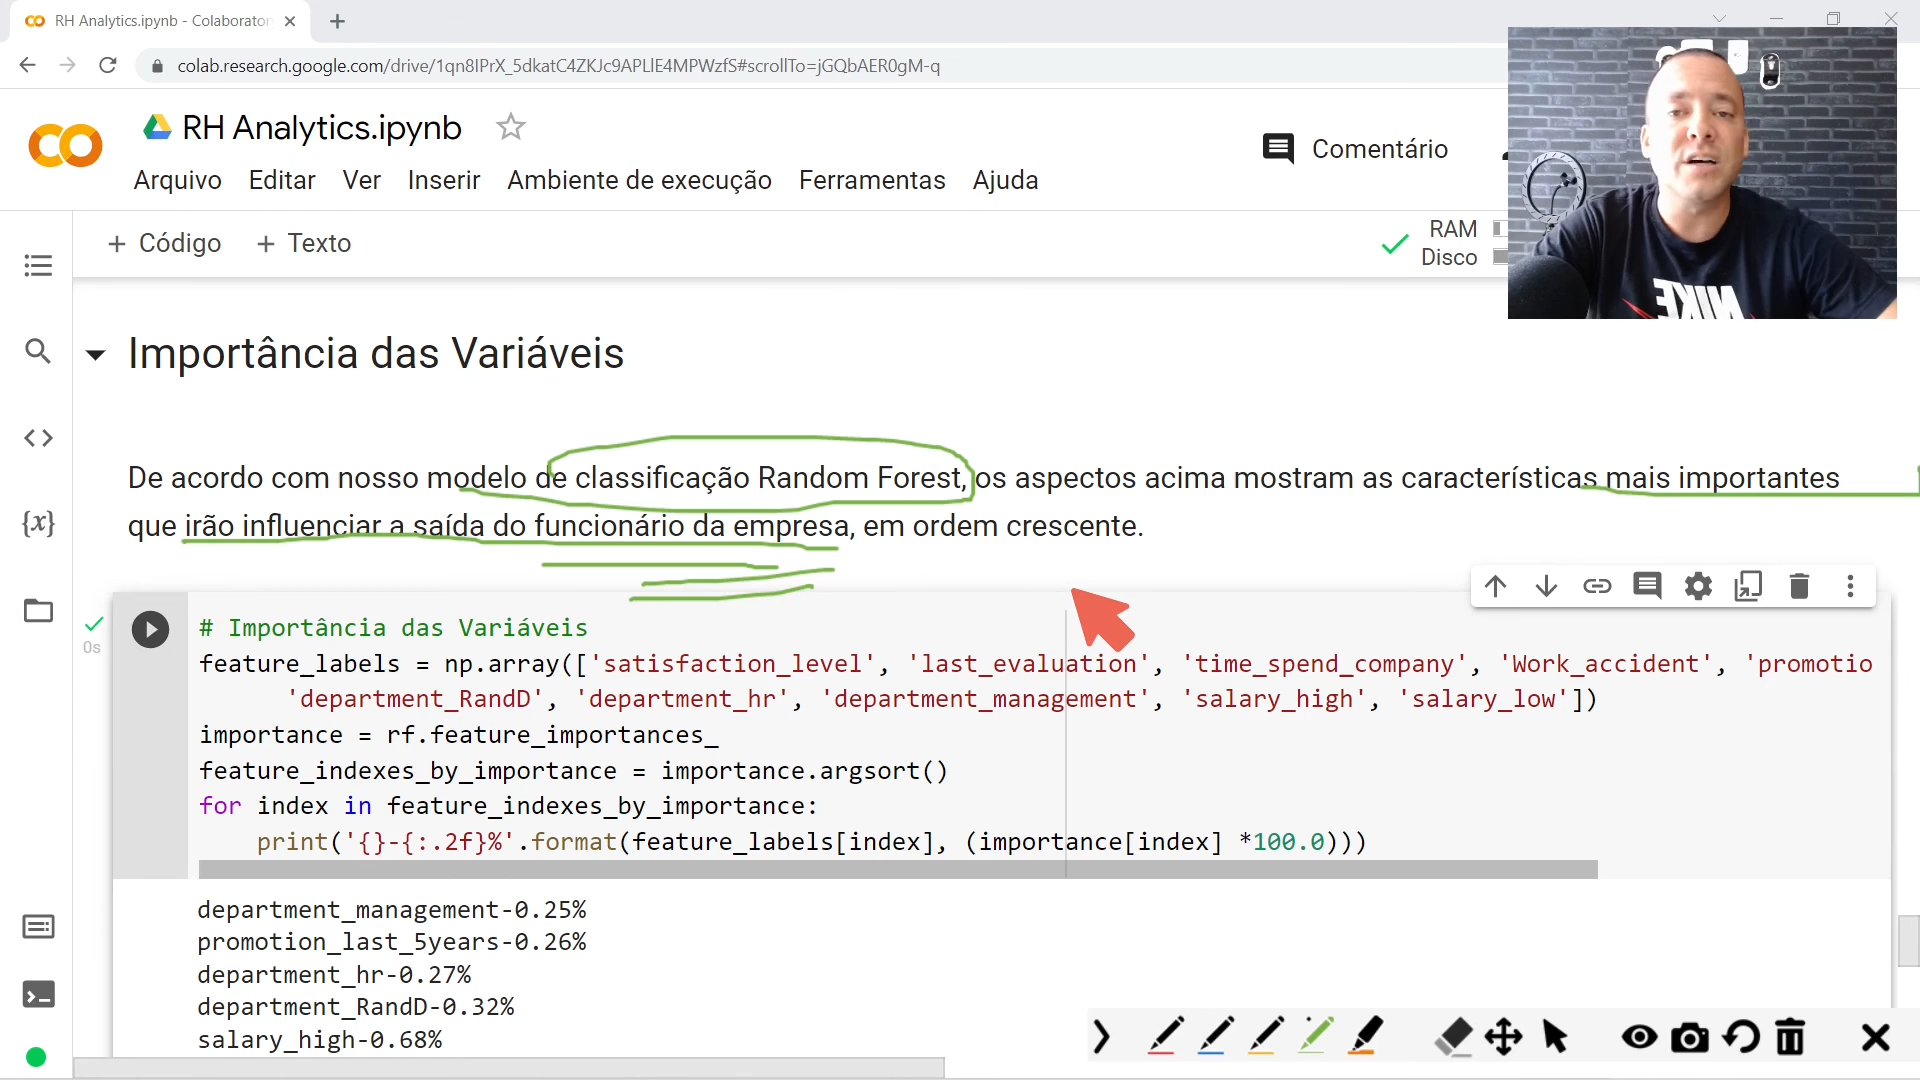 RH Analytics.ipynb - Colaborator
colab.research.google.com/drive/1qn8IPrX_5dkatC4ZKJc9APLlE4MPWzfS#scrollTo=jGQbAER0gM-q
RH Analytics.ipynb
Comentário
Arquivo Editar Ver Inserir Ambiente de execução Ferramentas Ajuda
+ Código + Texto
RAM
Disco
NIKE
Importância das Variáveis
De acordo com nosso modelo de classificação Random Forest, os aspectos acima mostram as características mais importantes
que irão influenciar a saída do funcionário da empresa, em ordem crescente.
0s
# Importância das Variáveis
feature_labels = np.array(['satisfaction_level', 'last_evaluation', 'time_spend_company', 'Work_accident', 'promotio
'department_RandD', 'department_hr', 'department_management', 'salary_high', 'salary_low'])
importance = rf.feature_importances_
feature_indexes_by_importance = importance.argsort()
for index in feature_indexes_by_importance:
print('{}-{:.2f}%'.format(feature_labels[index], (importance[index] *100.0)))
department_management-0.25%
promotion_last_5years-0.26%
department_hr-0.27%
department_RandD-0.32%
salary_high-0.68%